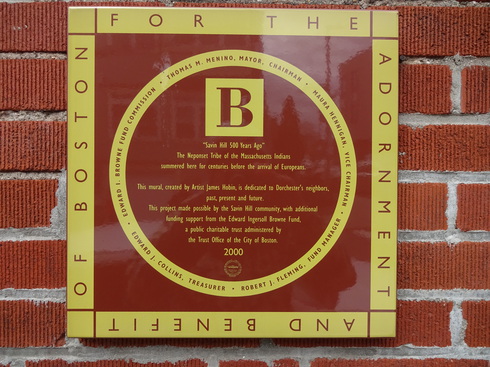 FOR THE
ADORNMENT
AND BENEFIT
OF BOSTON
EDWARD I. BROWNE FUND COMMISSION • THOMAS M. MENINO, MAYOR, CHAIRMAN • MAURA HENNIGAN, VICE CHAIRMAN
• EDWARD J. COLLINS, TREASURER • ROBERT J. FLEMING, FUND MANAGER •
B
"Savin Hill 500 Years Ago"
The Neponset Tribe of the Massachusetts Indians
summered here for centuries before the arrival of Europeans.
This mural, created by Artist James Hobin, is dedicated to Dorchester's neighbors,
past, present and future.
This project made possible by the Savin Hill community, with additional
funding support from the Edward Ingersoll Browne Fund,
a public charitable trust administered by
the Trust Office of the City of Boston.
2000